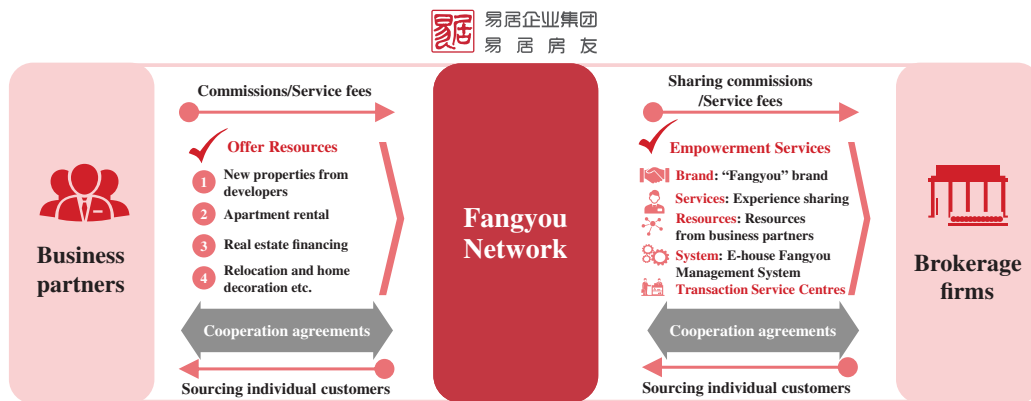 易居
易居企业集团
易居房友
Business
partners
Commissions/Service fees
Offer Resources
1
New properties from
developers
2
Apartment rental
3
Real estate financing
4
Relocation and home
decoration etc.
Cooperation agreements
Sourcing individual customers
Fangyou
Network
Sharing commissions
/Service fees
Empowerment Services
Brand: “Fangyou” brand
Services: Experience sharing
Resources: Resources
from business partners
System: E-house Fangyou
Management System
Transaction Service Centres
Cooperation agreements
Sourcing individual customers
Brokerage
firms